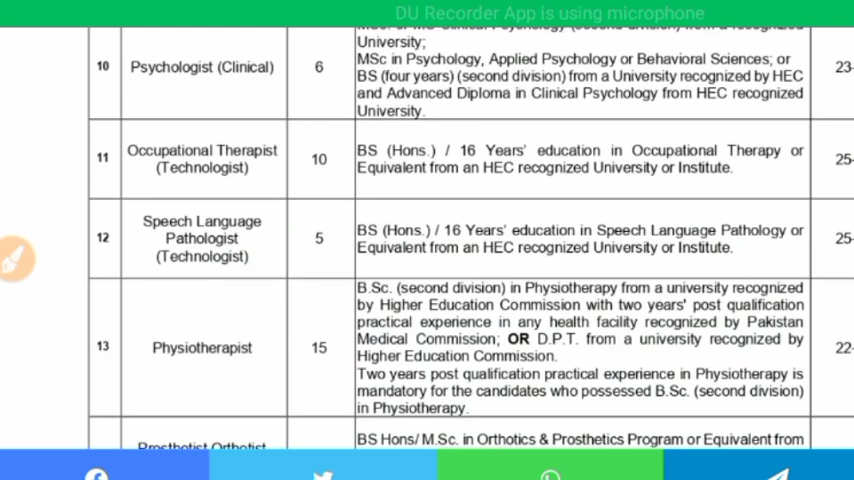 DU Recorder App is using microphone
University;
MSc in Psychology, Applied Psychology or Behavioral Sciences; or
10
Psychologist (Clinical)
6
BS (four years) (second division) from a University recognized by HEC
and Advanced Diploma in Clinical Psychology from HEC recognized
University.
23-
11
Occupational Therapist
(Technologist)
10
BS (Hons.) / 16 Years' education in Occupational Therapy or
Equivalent from an HEC recognized University or Institute.
25-
12
Speech Language
Pathologist
(Technologist)
5
BS (Hons.) / 16 Years' education in Speech Language Pathology or
Equivalent from an HEC recognized University or Institute.
25-
13
Physiotherapist
15
B.Sc. (second division) in Physiotherapy from a university recognized
by Higher Education Commission with two years' post qualification
practical experience in any health facility recognized by Pakistan
Medical Commission; OR D.P.T. from a university recognized by
Higher Education Commission.
Two years post qualification practical experience in Physiotherapy is
mandatory for the candidates who possessed B.Sc. (second division)
in Physiotherapy.
22-
Prosthetist Orthotist
BS Hons/ M.Sc. in Orthotics & Prosthetics Program or Equivalent from